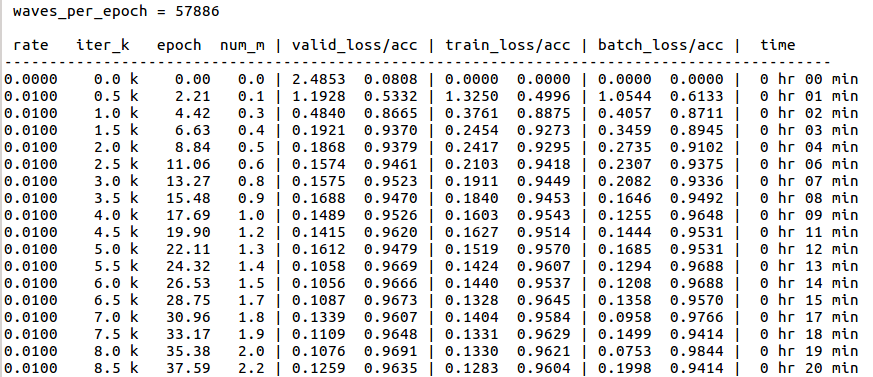 waves_per_epoch = 57886
rate iter_k epoch num_m | valid_loss/acc | train_loss/acc | batch_loss/acc | time
--------------------------------------------------------------------------------------
0.0000 0.0 k 0.00 0.0 | 2.4853 0.0808 | 0.0000 0.0000 | 0.0000 0.0000 | 0 hr 00 min
0.0100 0.5 k 2.21 0.1 | 1.1928 0.5332 | 1.3250 0.4996 | 1.0544 0.6133 | 0 hr 01 min
0.0100 1.0 k 4.42 0.3 | 0.4840 0.8665 | 0.3761 0.8875 | 0.4057 0.8711 | 0 hr 02 min
0.0100 1.5 k 6.63 0.4 | 0.1921 0.9370 | 0.2454 0.9273 | 0.3459 0.8945 | 0 hr 03 min
0.0100 2.0 k 8.84 0.5 | 0.1868 0.9379 | 0.2417 0.9295 | 0.2735 0.9102 | 0 hr 04 min
0.0100 2.5 k 11.06 0.6 | 0.1574 0.9461 | 0.2103 0.9418 | 0.2307 0.9375 | 0 hr 06 min
0.0100 3.0 k 13.27 0.8 | 0.1575 0.9523 | 0.1911 0.9449 | 0.2082 0.9336 | 0 hr 07 min
0.0100 3.5 k 15.48 0.9 | 0.1688 0.9470 | 0.1840 0.9453 | 0.1646 0.9492 | 0 hr 08 min
0.0100 4.0 k 17.69 1.0 | 0.1489 0.9526 | 0.1603 0.9543 | 0.1255 0.9648 | 0 hr 09 min
0.0100 4.5 k 19.90 1.2 | 0.1415 0.9620 | 0.1627 0.9514 | 0.1444 0.9531 | 0 hr 11 min
0.0100 5.0 k 22.11 1.3 | 0.1612 0.9479 | 0.1519 0.9570 | 0.1685 0.9531 | 0 hr 12 min
0.0100 5.5 k 24.32 1.4 | 0.1058 0.9669 | 0.1424 0.9607 | 0.1294 0.9688 | 0 hr 13 min
0.0100 6.0 k 26.53 1.5 | 0.1056 0.9666 | 0.1440 0.9537 | 0.1208 0.9688 | 0 hr 14 min
0.0100 6.5 k 28.75 1.7 | 0.1087 0.9673 | 0.1328 0.9645 | 0.1358 0.9570 | 0 hr 15 min
0.0100 7.0 k 30.96 1.8 | 0.1339 0.9607 | 0.1404 0.9584 | 0.0958 0.9766 | 0 hr 17 min
0.0100 7.5 k 33.17 1.9 | 0.1109 0.9648 | 0.1331 0.9629 | 0.1499 0.9414 | 0 hr 18 min
0.0100 8.0 k 35.38 2.0 | 0.1076 0.9691 | 0.1330 0.9621 | 0.0753 0.9844 | 0 hr 19 min
0.0100 8.5 k 37.59 2.2 | 0.1259 0.9635 | 0.1283 0.9604 | 0.1998 0.9414 | 0 hr 20 min